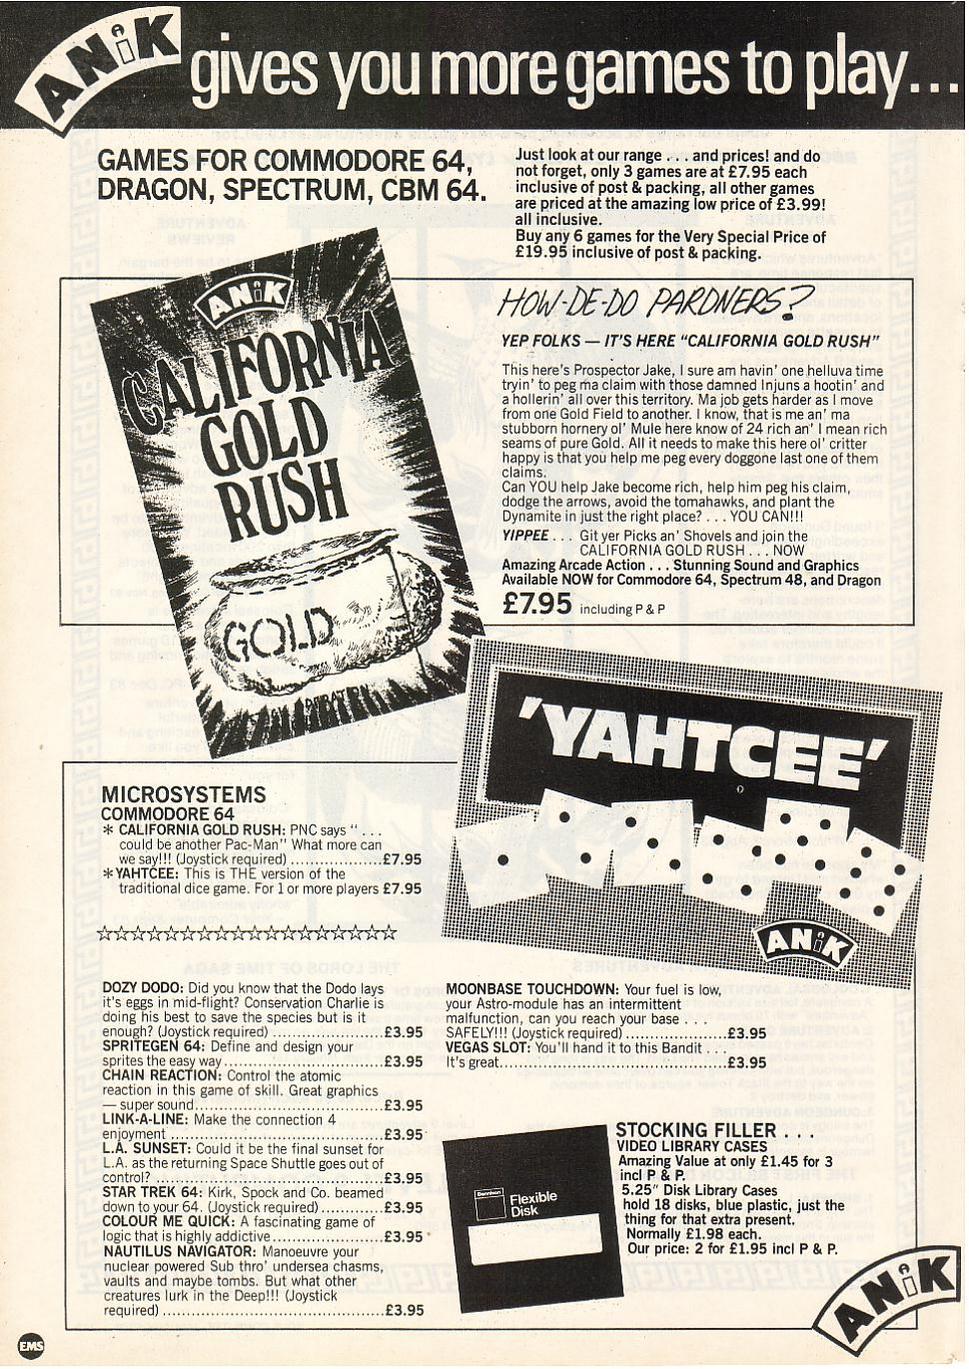 ANiK gives you more games to play...
GAMES FOR COMMODORE 64,
DRAGON, SPECTRUM, CBM 64.
Just look at our range . . . and prices! and do
not forget, only 3 games are at £7.95 each
inclusive of post & packing, all other games
are priced at the amazing low price of £3.99!
all inclusive.
Buy any 6 games for the Very Special Price of
£19.95 inclusive of post & packing.
ANiK
CALIFORNIA
GOLD
RUSH
GOLD
HOW-DE-DO PARDNERS?
YEP FOLKS — IT'S HERE "CALIFORNIA GOLD RUSH"
This here's Prospector Jake, I sure am havin' one helluva time
tryin' to peg ma claim with those damned Injuns a hootin' and
a hollerin' all over this territory. Ma job gets harder as I move
from one Gold Field to another. I know, that is me an' ma
stubborn hornery ol' Mule here know of 24 rich an' I mean rich
seams of pure Gold. All it needs to make this here ol' critter
happy is that you help me peg every doggone last one of them
claims.
Can YOU help Jake become rich, help him peg his claim,
dodge the arrows, avoid the tomahawks, and plant the
Dynamite in just the right place? . . . YOU CAN!!!
YIPPEE . . . Git yer Picks an' Shovels and join the
CALIFORNIA GOLD RUSH . . . NOW
Amazing Arcade Action . . . Stunning Sound and Graphics
Available NOW for Commodore 64, Spectrum 48, and Dragon
£7.95 including P & P
'YAHTCEE'
ANiK
MICROSYSTEMS
COMMODORE 64
* CALIFORNIA GOLD RUSH: PNC says " . . .
could be another Pac-Man" What more can
we say!!! (Joystick required) ..................£7.95
* YAHTCEE: This is THE version of the
traditional dice game. For 1 or more players £7.95
☆☆☆☆☆☆☆☆☆☆☆☆☆☆☆☆☆☆
DOZY DODO: Did you know that the Dodo lays
it's eggs in mid-flight? Conservation Charlie is
doing his best to save the species but is it
enough? (Joystick required) ......................£3.95
SPRITEGEN 64: Define and design your
sprites the easy way ................................£3.95
CHAIN REACTION: Control the atomic
reaction in this game of skill. Great graphics
— super sound......................................£3.95
LINK-A-LINE: Make the connection 4
enjoyment ...........................................£3.95
L.A. SUNSET: Could it be the final sunset for
L.A. as the returning Space Shuttle goes out of
control? ..............................................£3.95
STAR TREK 64: Kirk, Spock and Co. beamed
down to your 64. (Joystick required)............£3.95
COLOUR ME QUICK: A fascinating game of
logic that is highly addictive......................£3.95
NAUTILUS NAVIGATOR: Manoeuvre your
nuclear powered Sub thro' undersea chasms,
vaults and maybe tombs. But what other
creatures lurk in the Deep!!! (Joystick
required) ............................................£3.95
MOONBASE TOUCHDOWN: Your fuel is low,
your Astro-module has an intermittent
malfunction, can you reach your base . . .
SAFELY!!! (Joystick required)....................£3.95
VEGAS SLOT: You'll hand it to this Bandit . . .
It's great.............................................£3.95
Flexible
Disk
STOCKING FILLER . . .
VIDEO LIBRARY CASES
Amazing Value at only £1.45 for 3
incl P & P.
5.25" Disk Library Cases
hold 18 disks, blue plastic, just the
thing for that extra present.
Normally £1.98 each.
Our price: 2 for £1.95 incl P & P.
ANiK
EMS